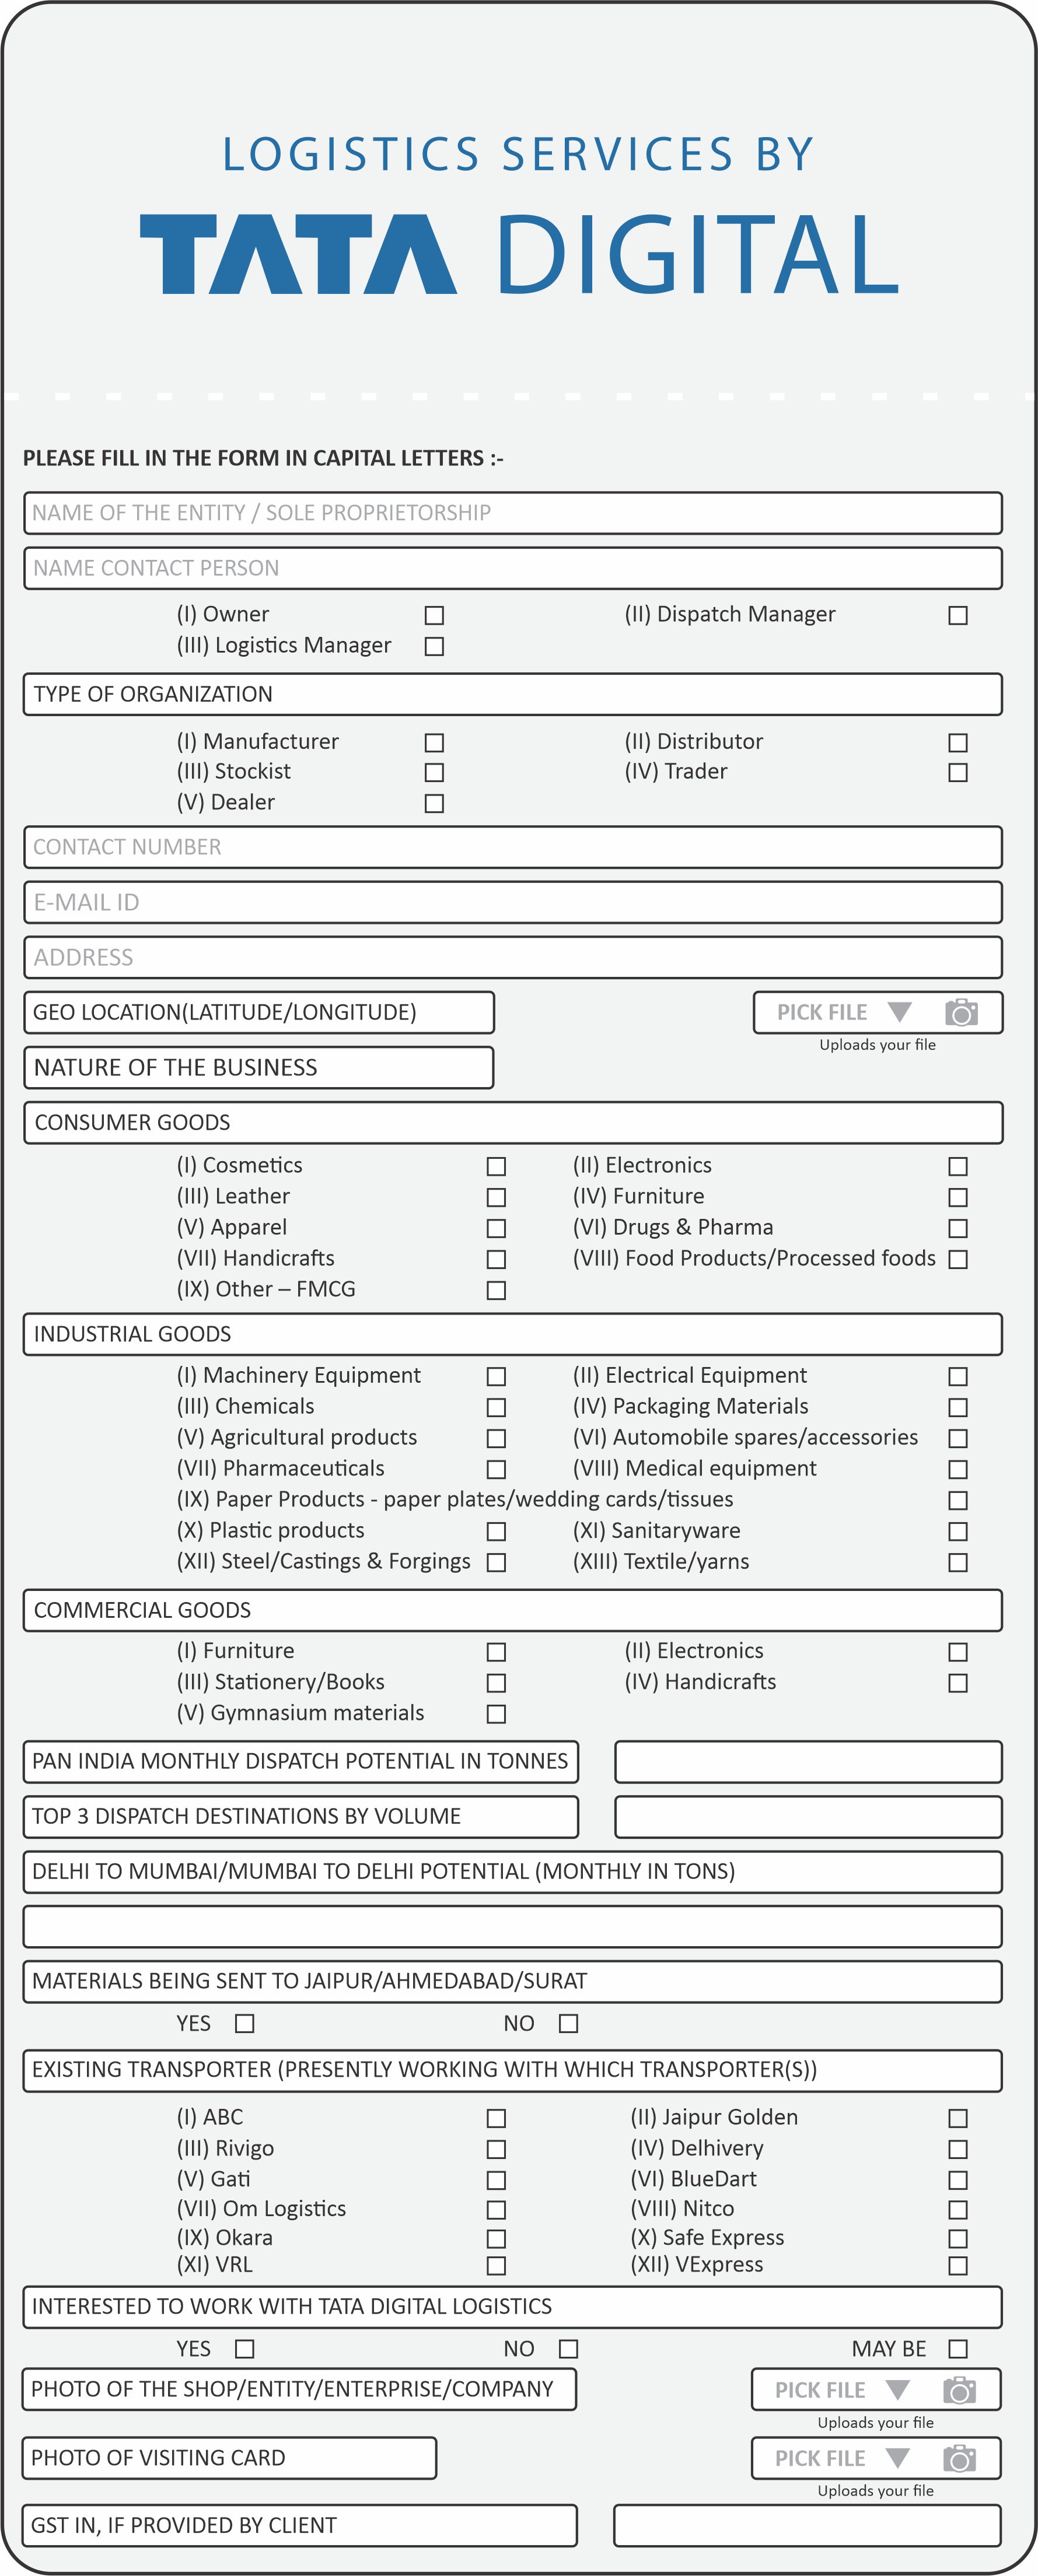 LOGISTICS SERVICES BY
TATA DIGITAL
PLEASE FILL IN THE FORM IN CAPITAL LETTERS :-
NAME OF THE ENTITY / SOLE PROPRIETORSHIP
NAME CONTACT PERSON
(I) Owner (II) Dispatch Manager
(III) Logistics Manager
TYPE OF ORGANIZATION
(I) Manufacturer (II) Distributor
(III) Stockist (IV) Trader
(V) Dealer
CONTACT NUMBER
E-MAIL ID
ADDRESS
GEO LOCATION(LATITUDE/LONGITUDE) PICK FILE
Uploads your file
NATURE OF THE BUSINESS
CONSUMER GOODS
(I) Cosmetics (II) Electronics
(III) Leather (IV) Furniture
(V) Apparel (VI) Drugs & Pharma
(VII) Handicrafts (VIII) Food Products/Processed foods
(IX) Other – FMCG
INDUSTRIAL GOODS
(I) Machinery Equipment (II) Electrical Equipment
(III) Chemicals (IV) Packaging Materials
(V) Agricultural products (VI) Automobile spares/accessories
(VII) Pharmaceuticals (VIII) Medical equipment
(IX) Paper Products - paper plates/wedding cards/tissues
(X) Plastic products (XI) Sanitaryware
(XII) Steel/Castings & Forgings (XIII) Textile/yarns
COMMERCIAL GOODS
(I) Furniture (II) Electronics
(III) Stationery/Books (IV) Handicrafts
(V) Gymnasium materials
PAN INDIA MONTHLY DISPATCH POTENTIAL IN TONNES
TOP 3 DISPATCH DESTINATIONS BY VOLUME
DELHI TO MUMBAI/MUMBAI TO DELHI POTENTIAL (MONTHLY IN TONS)
MATERIALS BEING SENT TO JAIPUR/AHMEDABAD/SURAT
YES NO
EXISTING TRANSPORTER (PRESENTLY WORKING WITH WHICH TRANSPORTER(S))
(I) ABC (II) Jaipur Golden
(III) Rivigo (IV) Delhivery
(V) Gati (VI) BlueDart
(VII) Om Logistics (VIII) Nitco
(IX) Okara (X) Safe Express
(XI) VRL (XII) VExpress
INTERESTED TO WORK WITH TATA DIGITAL LOGISTICS
YES NO MAY BE
PHOTO OF THE SHOP/ENTITY/ENTERPRISE/COMPANY PICK FILE
Uploads your file
PHOTO OF VISITING CARD PICK FILE
Uploads your file
GST IN, IF PROVIDED BY CLIENT